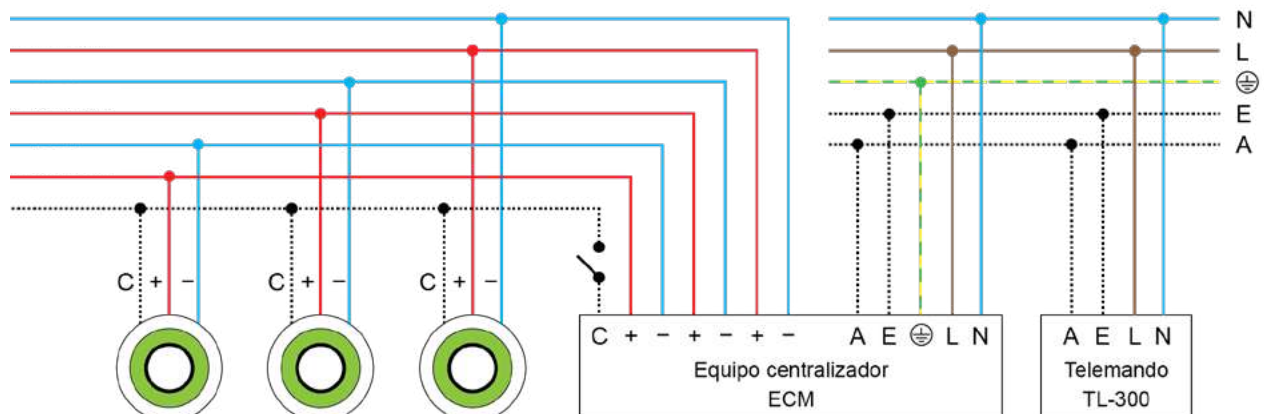 N
L
⏚
E
A
C + −
C + −
C + −
C + − + − + −
A E ⏚ L N
A E L N
Equipo centralizador
ECM
Telemando
TL-300